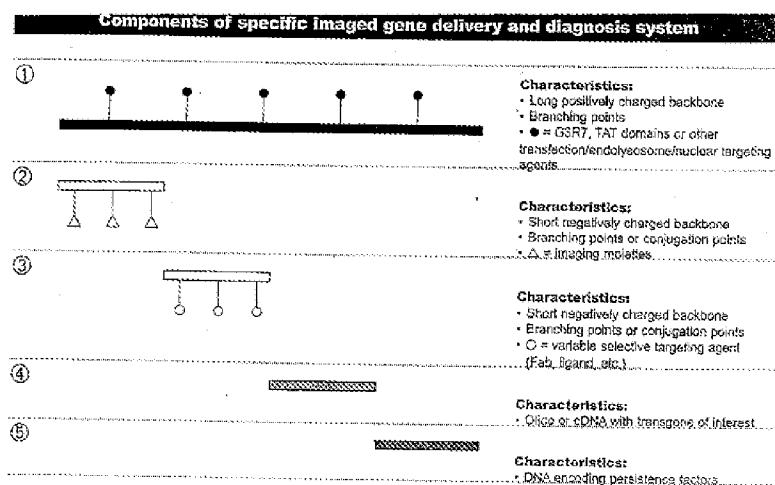 Components of specific imaged gene delivery and diagnosis system
①
Characteristics:
• Long positively charged backbone
• Branching points
• ● = G3R7, TAT domains or other
transfection/endolysosome/nuclear targeting
agents
②
Characteristics:
• Short negatively charged backbone
• Branching points or conjugation points
• △ = imaging moieties
③
Characteristics:
• Short negatively charged backbone
• Branching points or conjugation points
• ○ = variable selective targeting agent
(Fab, ligand, etc.)
④
Characteristics:
• Oligo or cDNA with transgene of interest
⑤
Characteristics:
• DNA encoding persistence factors